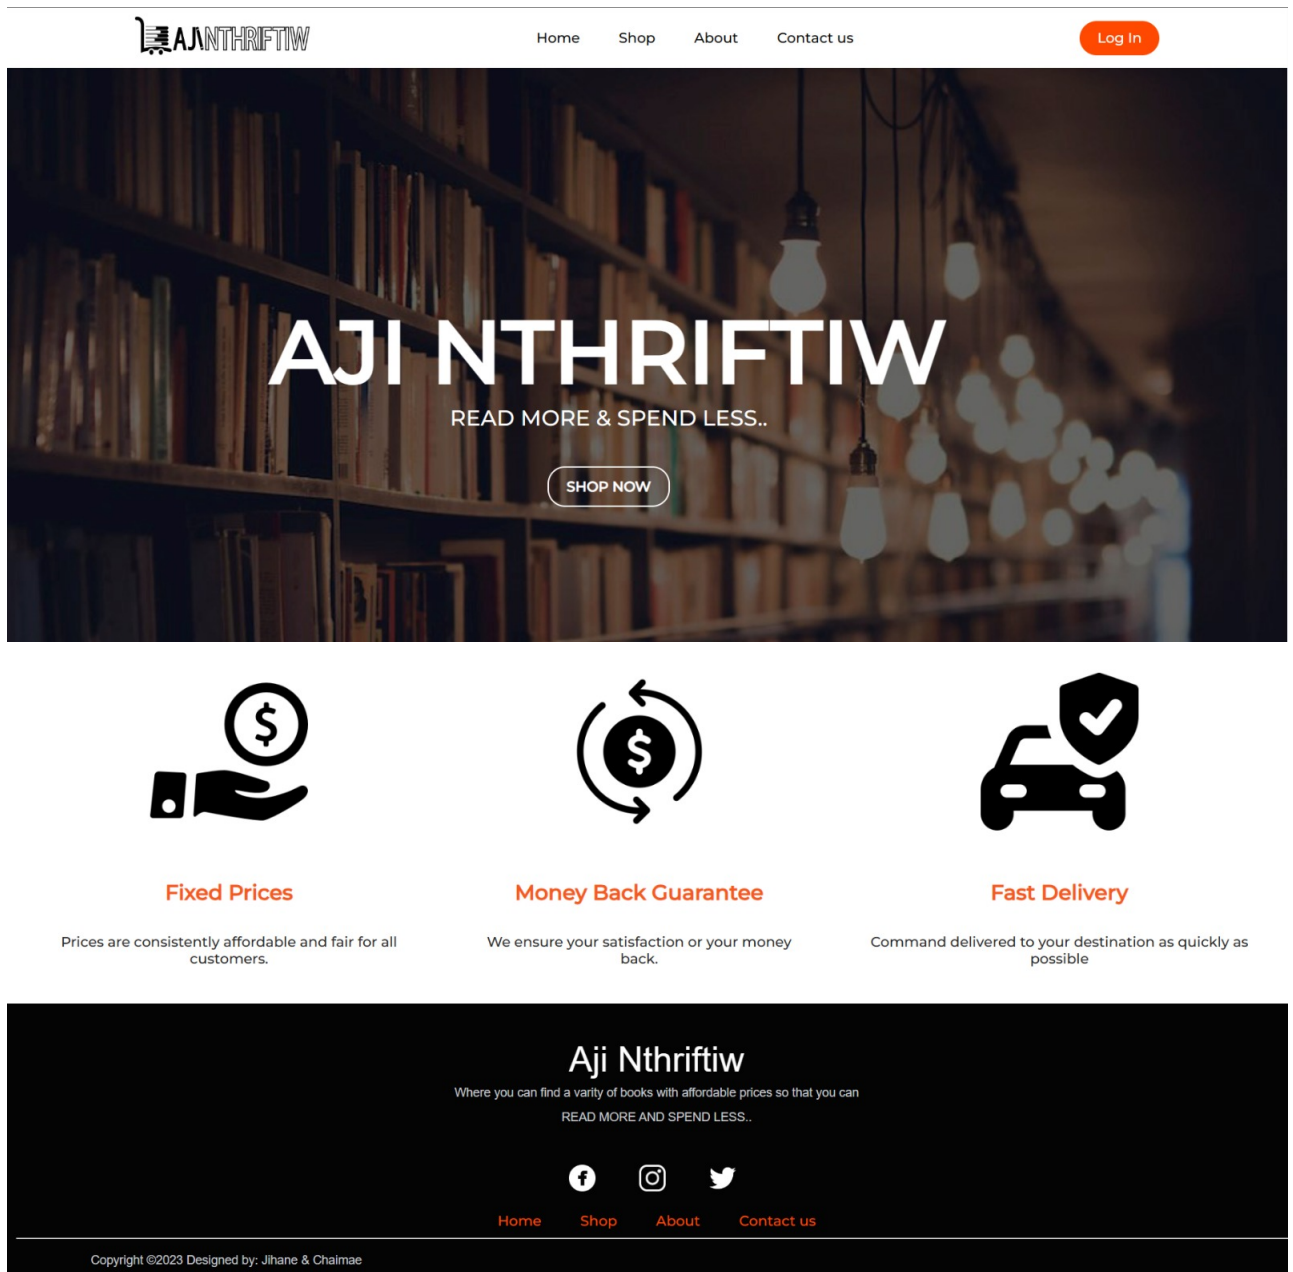 AJI NTHRIFTIW
Home Shop About Contact us
Log In
AJI NTHRIFTIW
READ MORE & SPEND LESS..
SHOP NOW
Fixed Prices
Prices are consistently affordable and fair for all
customers.
Money Back Guarantee
We ensure your satisfaction or your money
back.
Fast Delivery
Command delivered to your destination as quickly as
possible
Aji Nthriftiw
Where you can find a varity of books with affordable prices so that you can
READ MORE AND SPEND LESS..
Home Shop About Contact us
Copyright ©2023 Designed by: Jihane & Chaimae